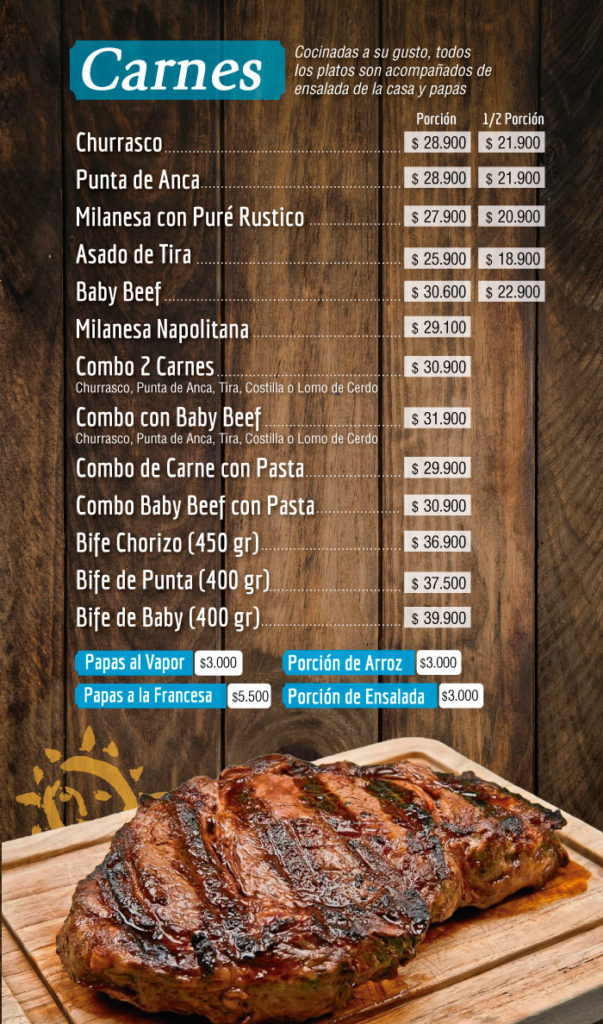 Carnes
Cocinadas a su gusto, todos
los platos son acompañados de
ensalada de la casa y papas
Porción 1/2 Porción
Churrasco $ 28.900 $ 21.900
Punta de Anca $ 28.900 $ 21.900
Milanesa con Puré Rustico $ 27.900 $ 20.900
Asado de Tira $ 25.900 $ 18.900
Baby Beef $ 30.600 $ 22.900
Milanesa Napolitana $ 29.100
Combo 2 Carnes $ 30.900
Churrasco, Punta de Anca, Tira, Costilla o Lomo de Cerdo
Combo con Baby Beef $ 31.900
Churrasco, Punta de Anca, Tira, Costilla o Lomo de Cerdo
Combo de Carne con Pasta $ 29.900
Combo Baby Beef con Pasta $ 30.900
Bife Chorizo (450 gr) $ 36.900
Bife de Punta (400 gr) $ 37.500
Bife de Baby (400 gr) $ 39.900
Papas al Vapor $3.000 Porción de Arroz $3.000
Papas a la Francesa $5.500 Porción de Ensalada $3.000